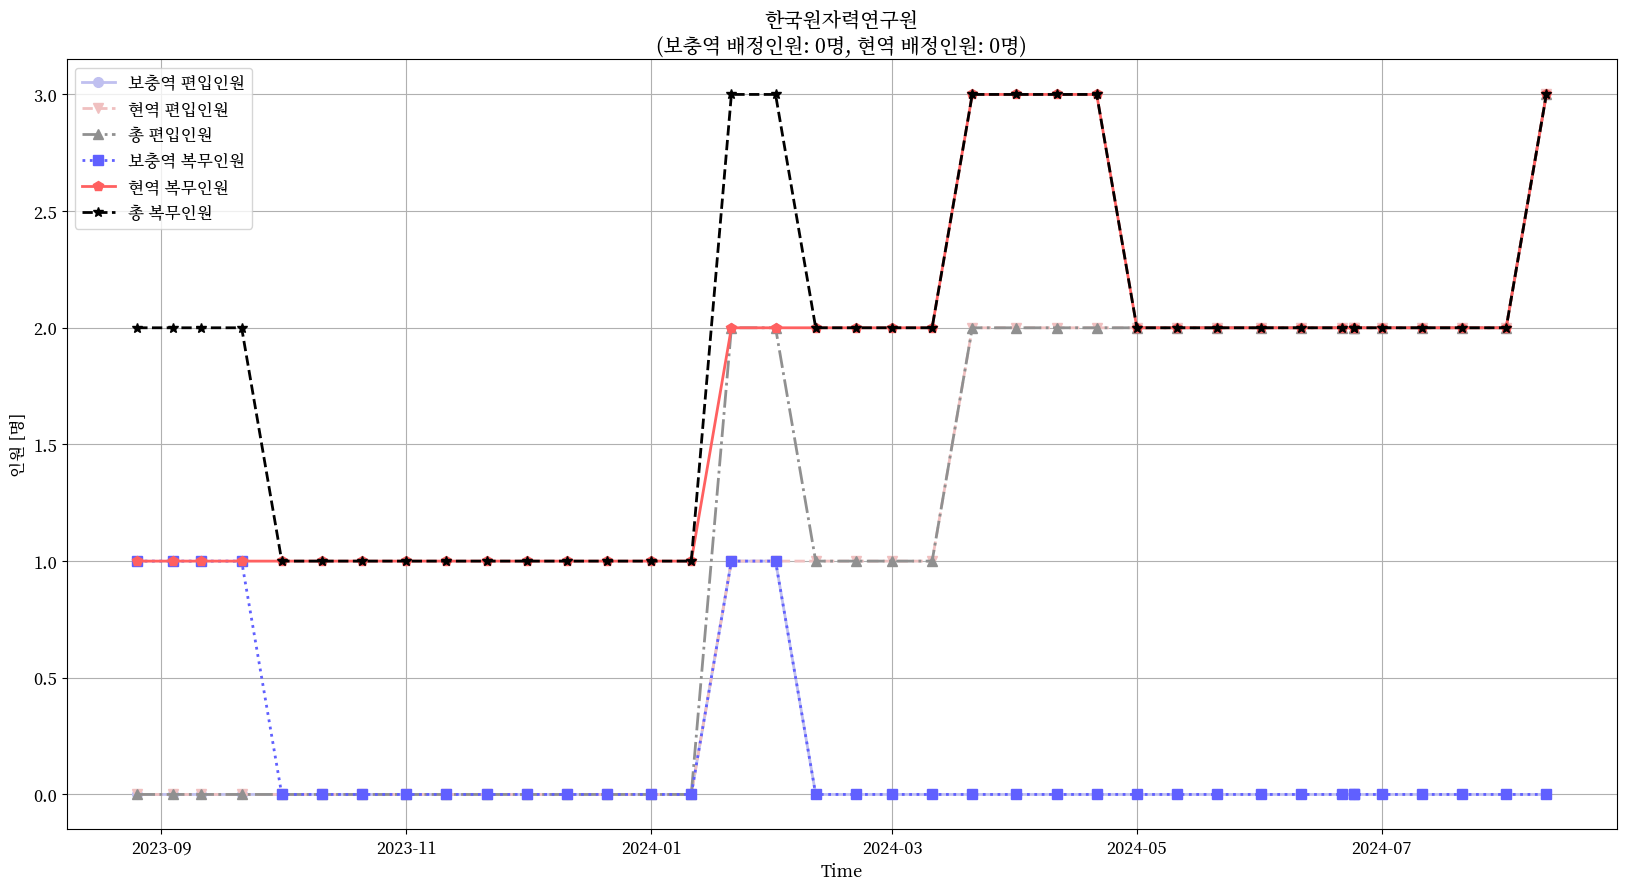 한국원자력연구원
(보충역 배정인원: 0명, 현역 배정인원: 0명)
보충역 편입인원
현역 편입인원
총 편입인원
보충역 복무인원
현역 복무인원
총 복무인원
3.0
2.5
2.0
1.5
1.0
0.5
0.0
인원 [명]
2023-09
2023-11
2024-01
2024-03
2024-05
2024-07
Time